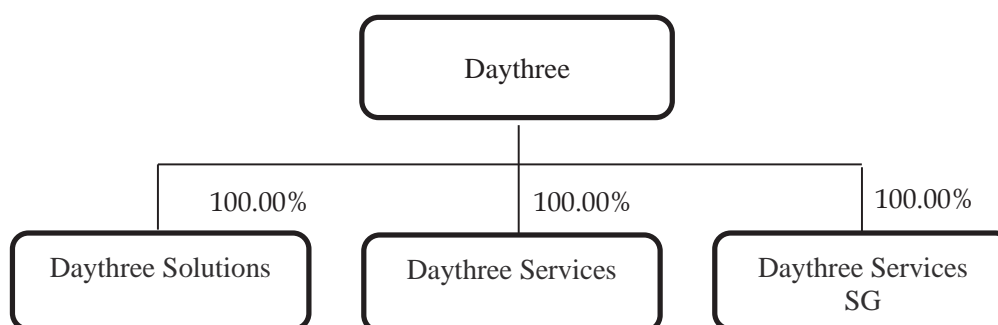 Daythree
100.00%
100.00%
100.00%
Daythree Solutions
Daythree Services
Daythree Services
SG